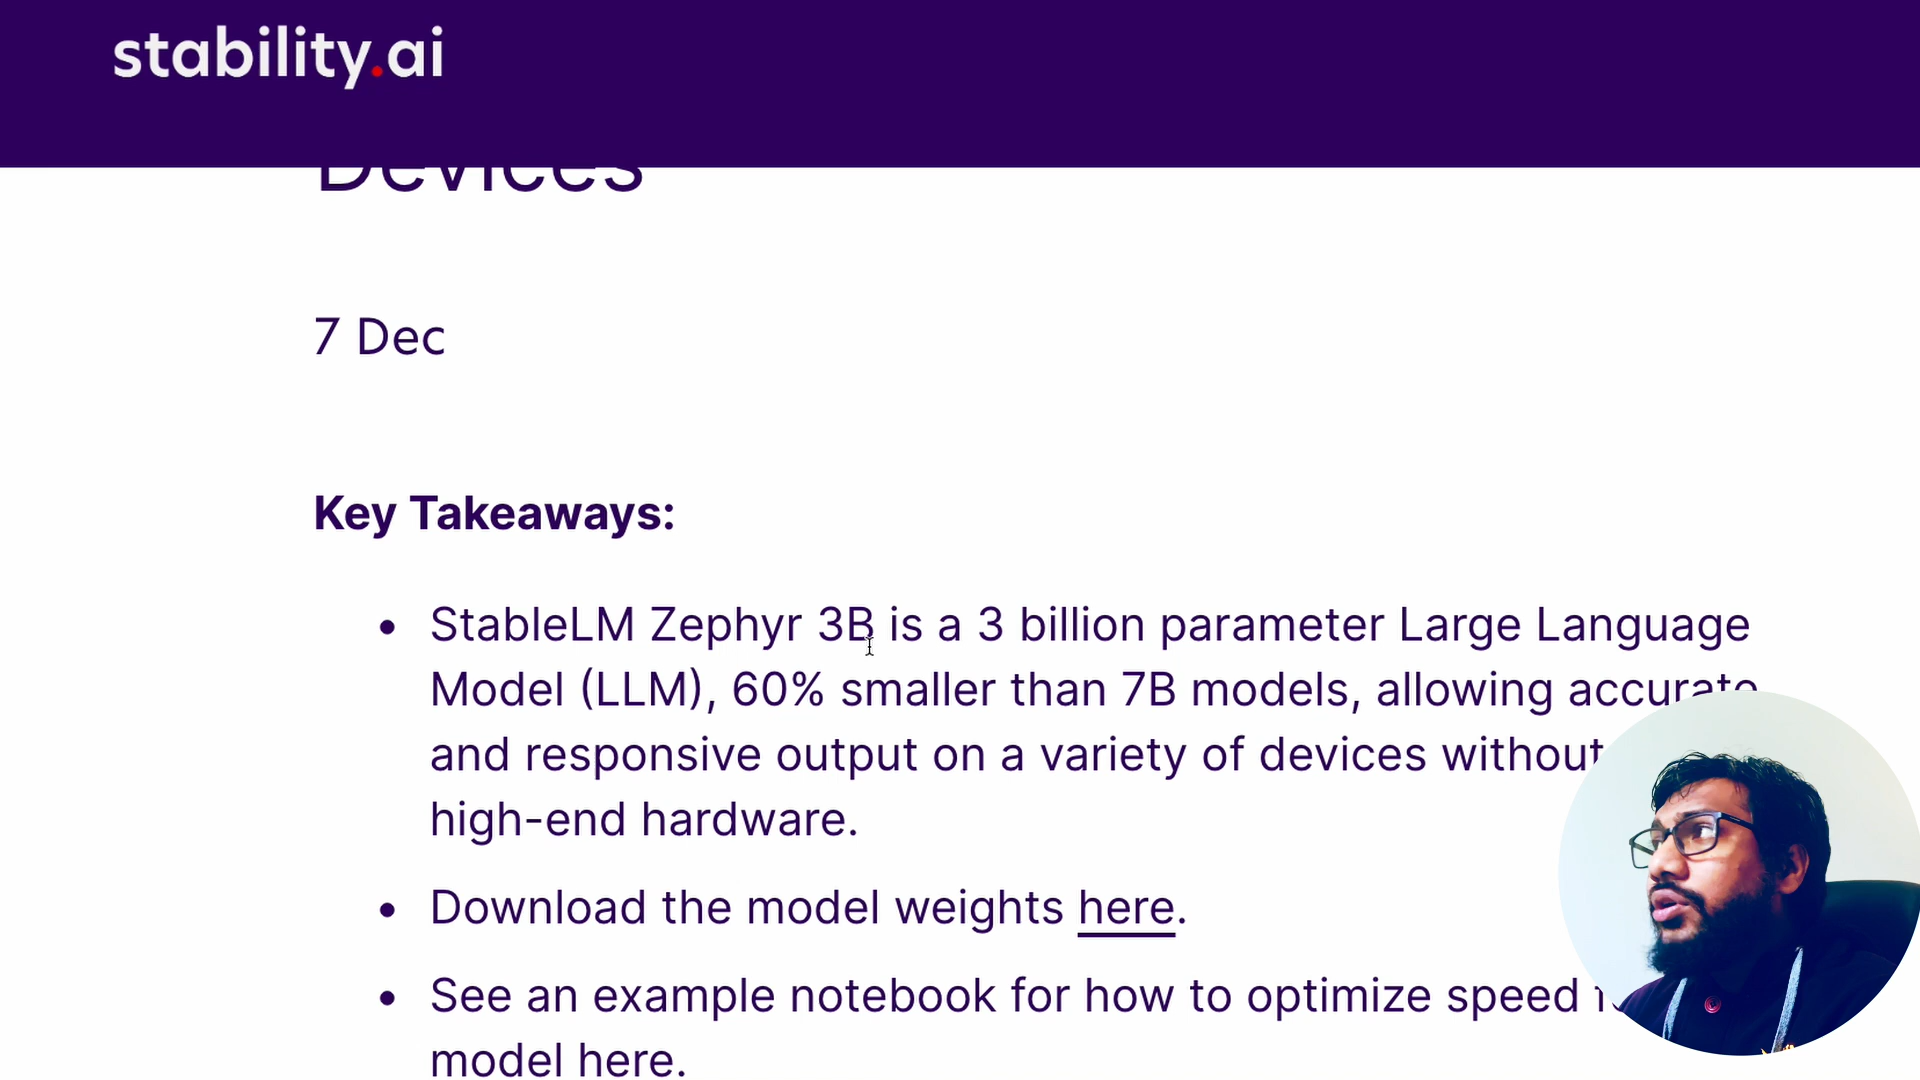 stability.ai
Devices
7 Dec
Key Takeaways:
• StableLM Zephyr 3B is a 3 billion parameter Large Language
Model (LLM), 60% smaller than 7B models, allowing accurate
and responsive output on a variety of devices without
high-end hardware.
• Download the model weights here.
• See an example notebook for how to optimize speed
model here.